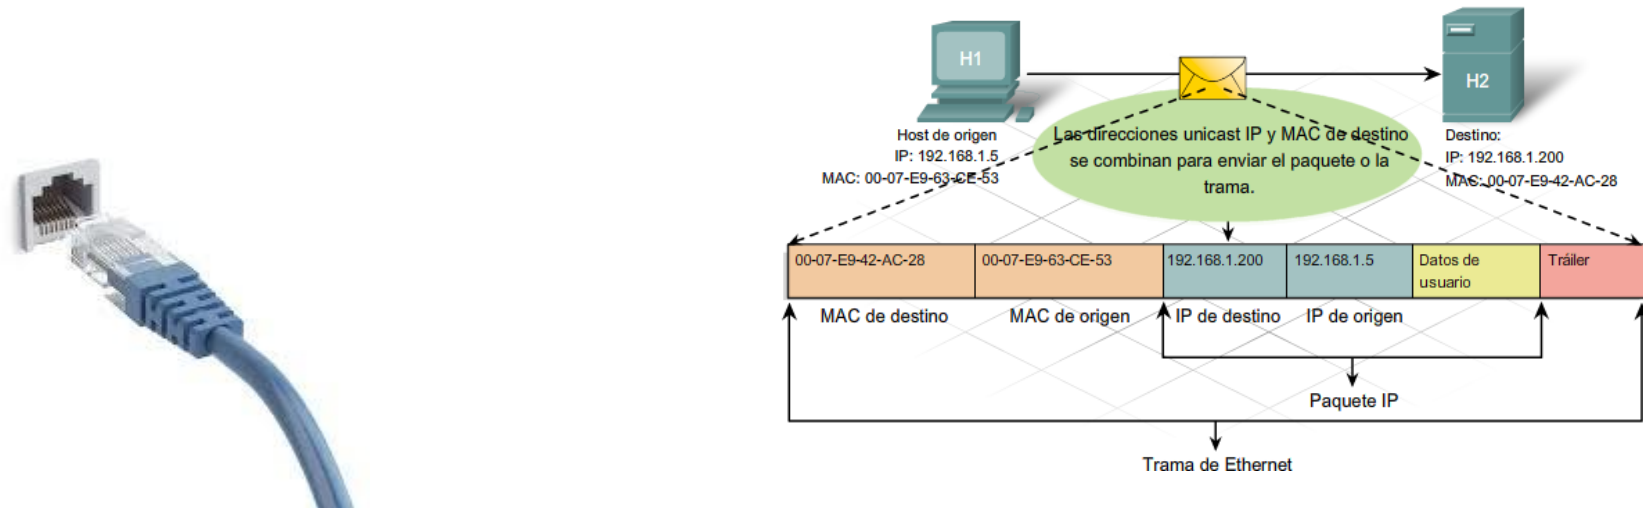 H1
H2
Host de origen
IP: 192.168.1.5
MAC: 00-07-E9-63-CE-53
Las direcciones unicast IP y MAC de destino
se combinan para enviar el paquete o la
trama.
Destino:
IP: 192.168.1.200
MAC: 00-07-E9-42-AC-28
00-07-E9-42-AC-28
00-07-E9-63-CE-53
192.168.1.200
192.168.1.5
Datos de
usuario
Tráiler
MAC de destino
MAC de origen
IP de destino
IP de origen
Paquete IP
Trama de Ethernet